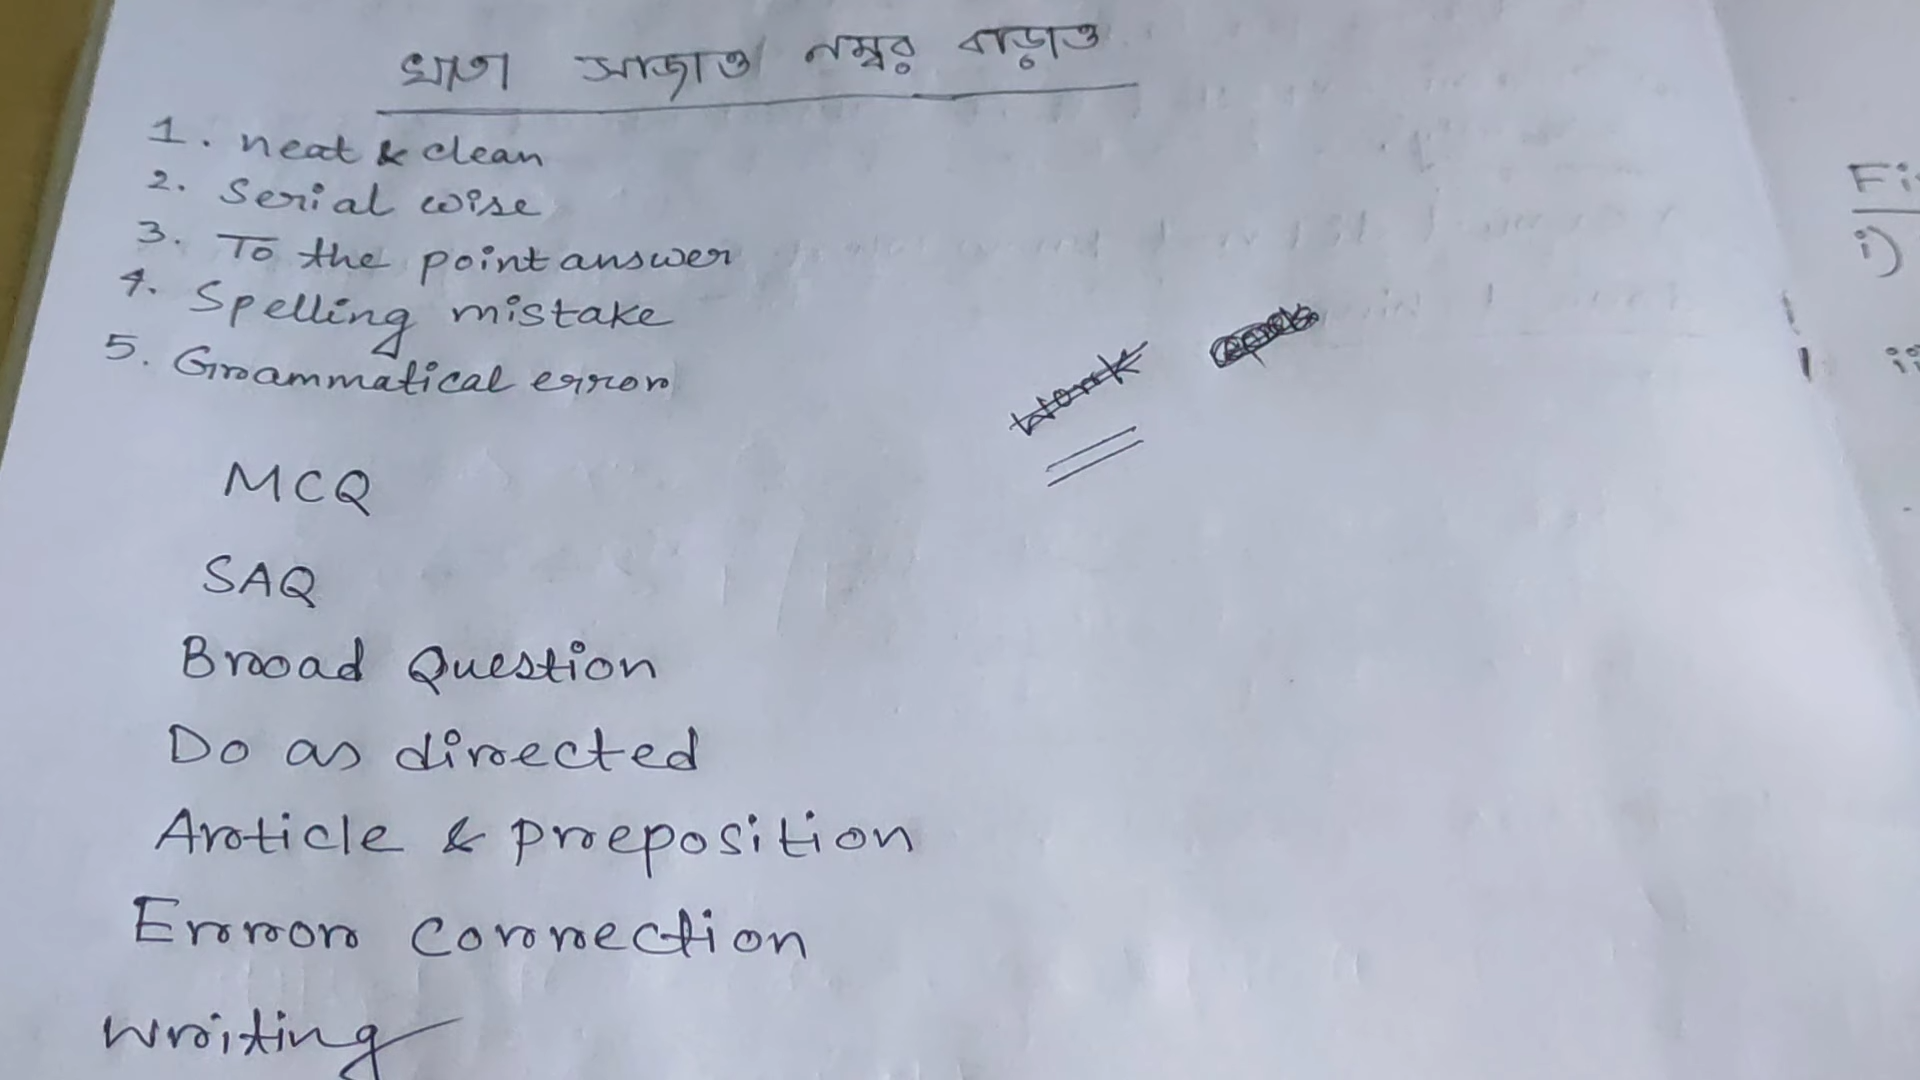 খাতা সাজাও নম্বর বাড়াও
1. neat & clean
2. Serial wise
3. To the point answer
4. Spelling mistake
5. Grammatical error
Work
MCQ
SAQ
Broad Question
Do as directed
Article & preposition
Error correction
Writing
i)